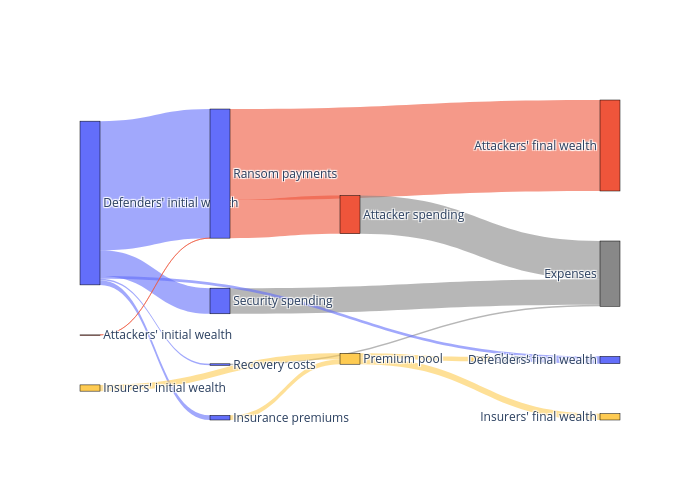 Attackers' final wealth
Ransom payments
Defenders' initial wealth
Attacker spending
Expenses
Security spending
Attackers' initial wealth
Premium pool
Defenders' final wealth
Recovery costs
Insurers' initial wealth
Insurers' final wealth
Insurance premiums